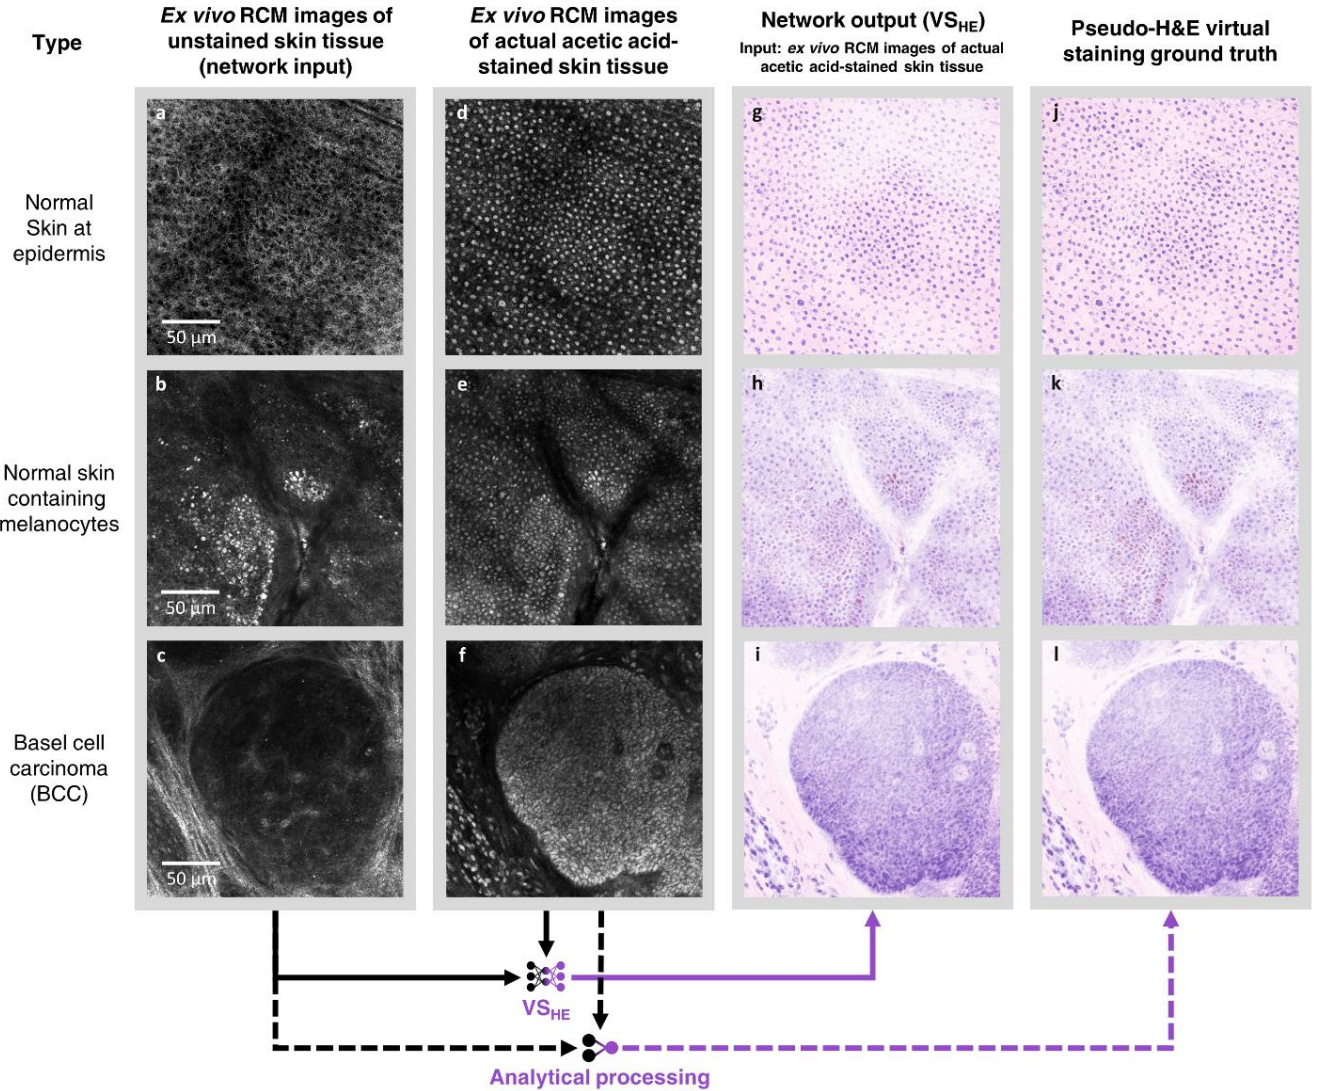 Type
Ex vivo RCM images of
unstained skin tissue
(network input)
Ex vivo RCM images
of actual acetic acid-
stained skin tissue
Network output (VSHE)
Input: ex vivo RCM images of actual
acetic acid-stained skin tissue
Pseudo-H&E virtual
staining ground truth
Normal
Skin at
epidermis
a
50 µm
d
g
j
Normal skin
containing
melanocytes
b
50 µm
e
h
k
Basel cell
carcinoma
(BCC)
c
50 µm
f
i
l
VSHE
Analytical processing